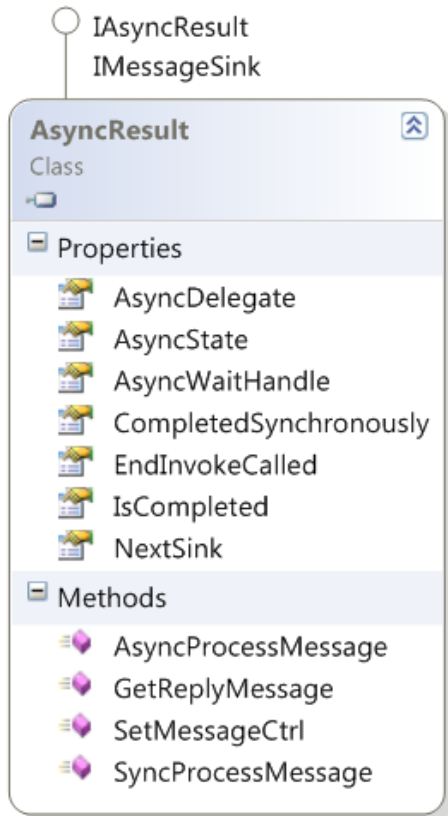 IAsyncResult
IMessageSink
AsyncResult
Class
Properties
AsyncDelegate
AsyncState
AsyncWaitHandle
CompletedSynchronously
EndInvokeCalled
IsCompleted
NextSink
Methods
AsyncProcessMessage
GetReplyMessage
SetMessageCtrl
SyncProcessMessage